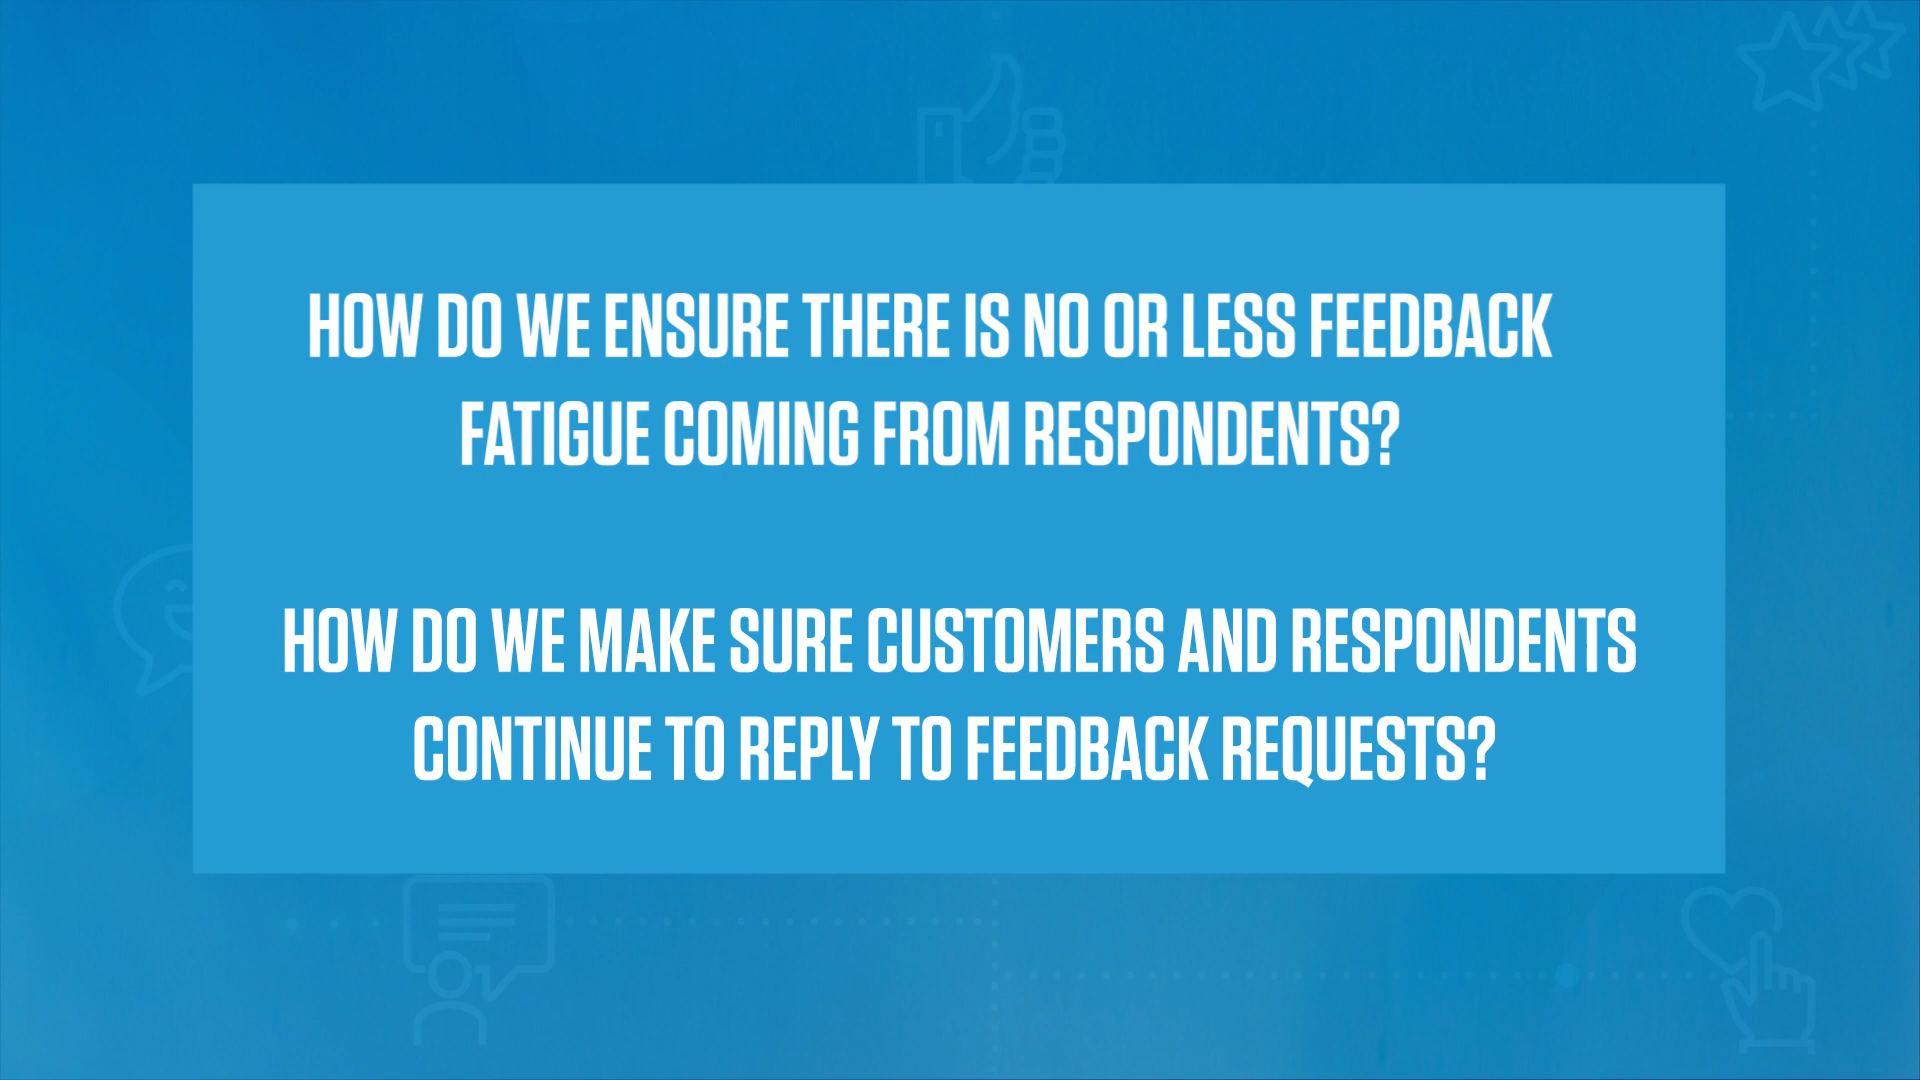 HOW DO WE ENSURE THERE IS NO OR LESS FEEDBACK
FATIGUE COMING FROM RESPONDENTS?
HOW DO WE MAKE SURE CUSTOMERS AND RESPONDENTS
CONTINUE TO REPLY TO FEEDBACK REQUESTS?